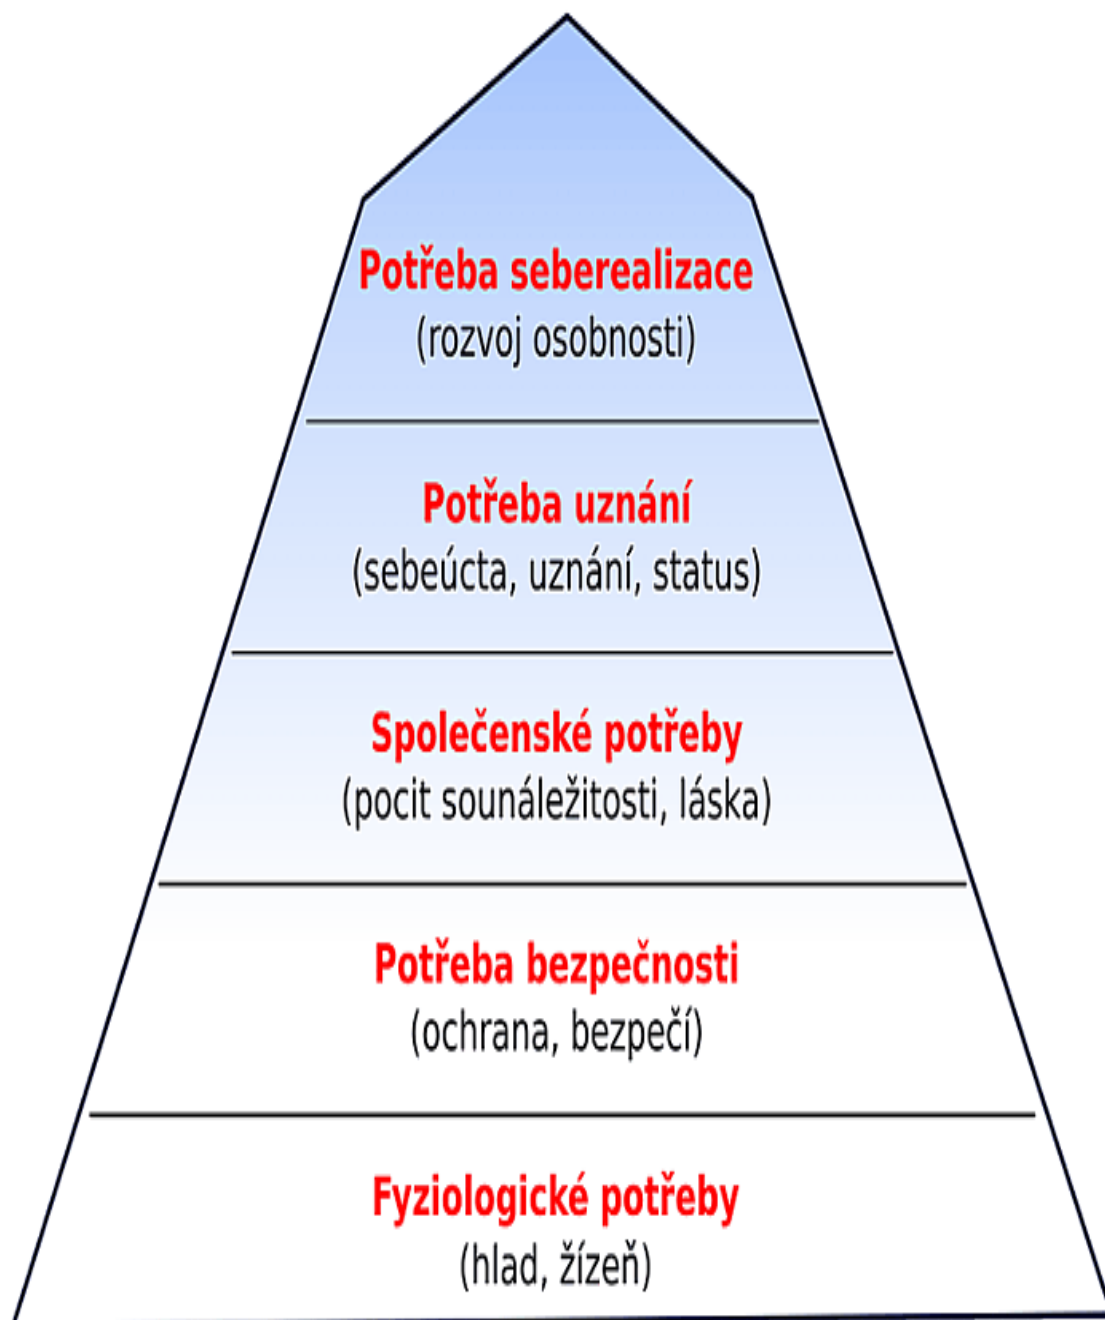 Potřeba seberealizace
(rozvoj osobnosti)
Potřeba uznání
(sebeúcta, uznání, status)
Společenské potřeby
(pocit sounáležitosti, láska)
Potřeba bezpečnosti
(ochrana, bezpečí)
Fyziologické potřeby
(hlad, žízeň)